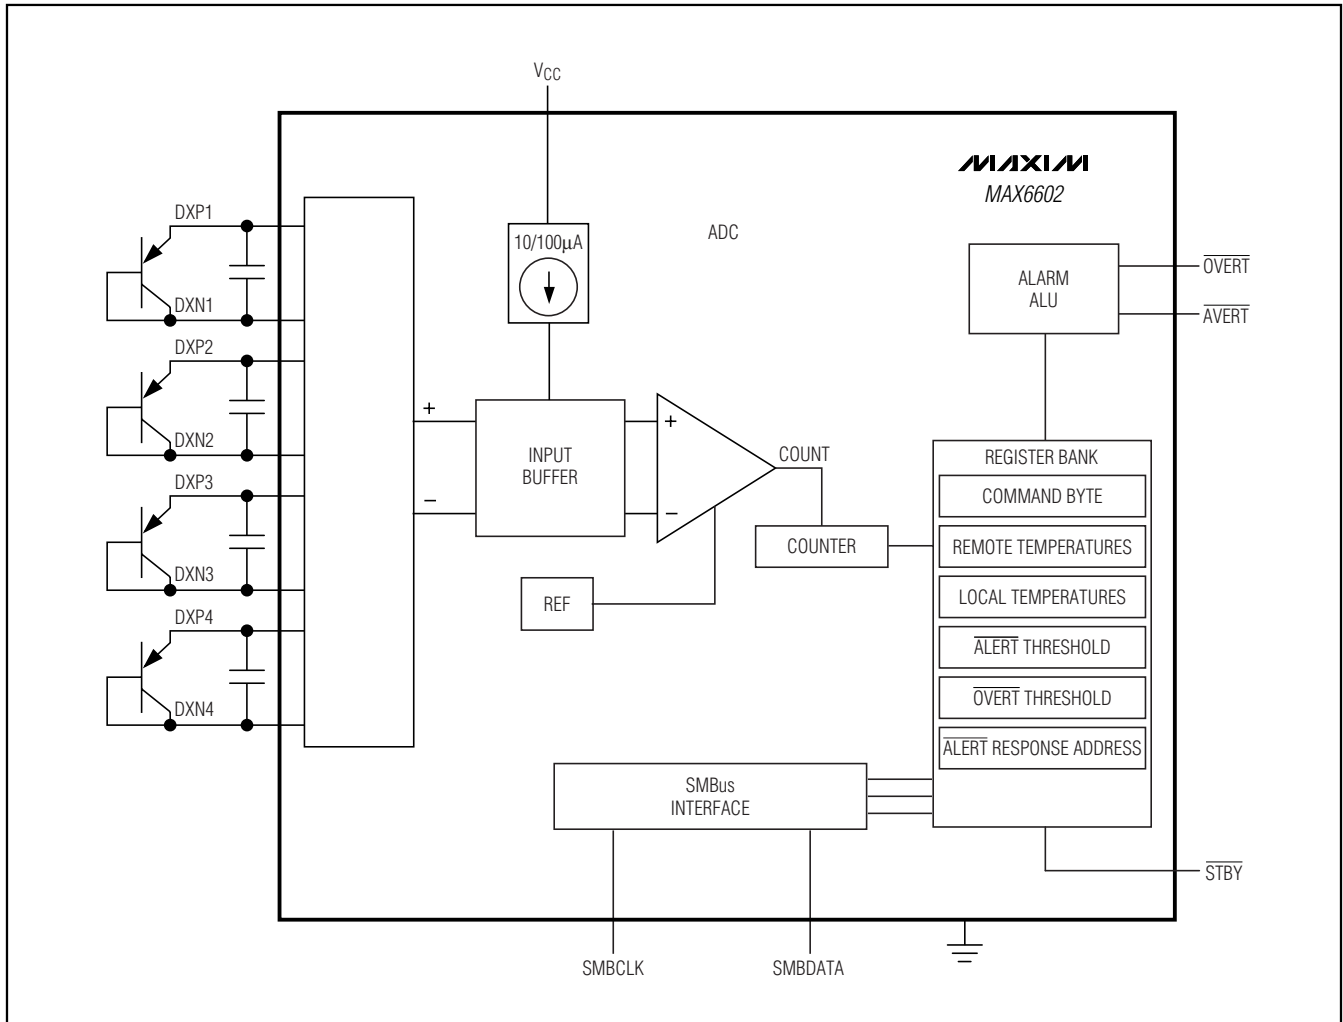 VCC
MAXIM
MAX6602
DXP1
10/100µA
ADC
ALARM
ALU
OVERT
AVERT
DXN1
DXP2
+
+
DXN2
INPUT
BUFFER
COUNT
REGISTER BANK
COMMAND BYTE
DXP3
−
−
COUNTER
REMOTE TEMPERATURES
DXN3
REF
LOCAL TEMPERATURES
DXP4
ALERT THRESHOLD
OVERT THRESHOLD
DXN4
ALERT RESPONSE ADDRESS
SMBus
INTERFACE
STBY
SMBCLK
SMBDATA